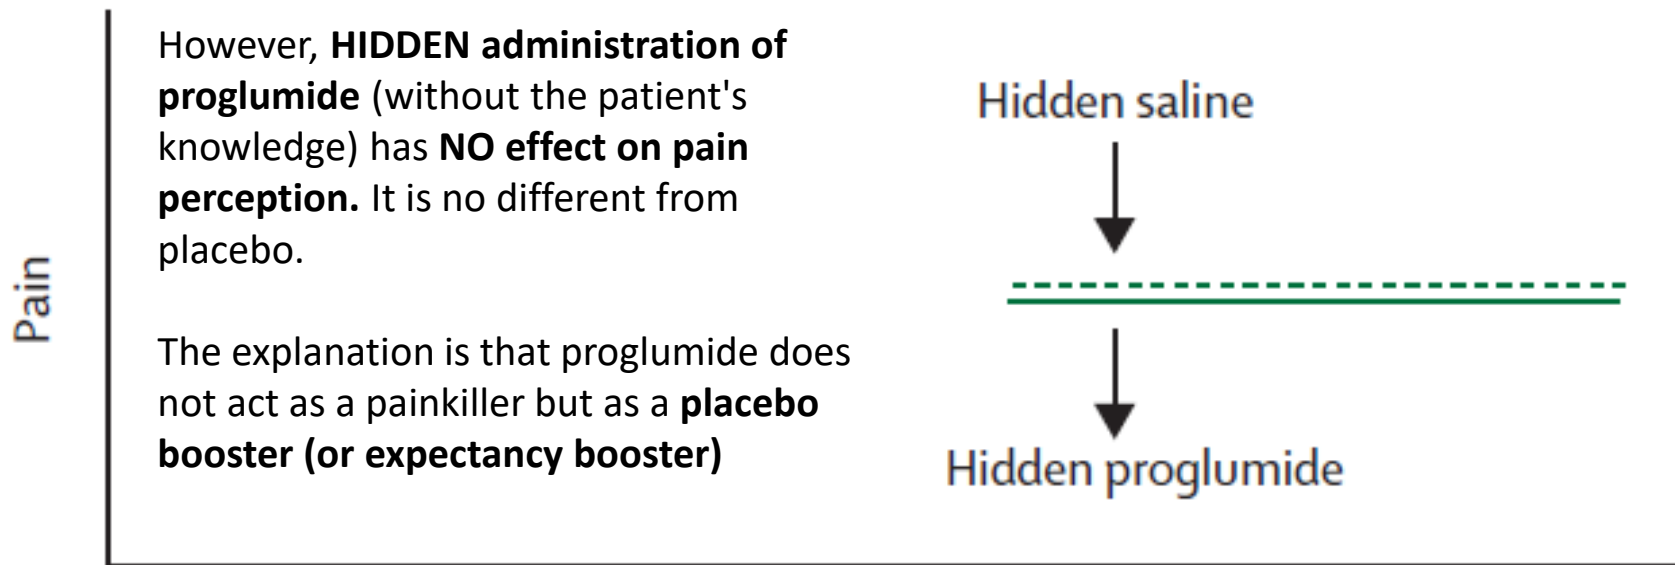 Pain
However, HIDDEN administration of
proglumide (without the patient's
knowledge) has NO effect on pain
perception. It is no different from
placebo.
The explanation is that proglumide does
not act as a painkiller but as a placebo
booster (or expectancy booster)
Hidden saline
Hidden proglumide